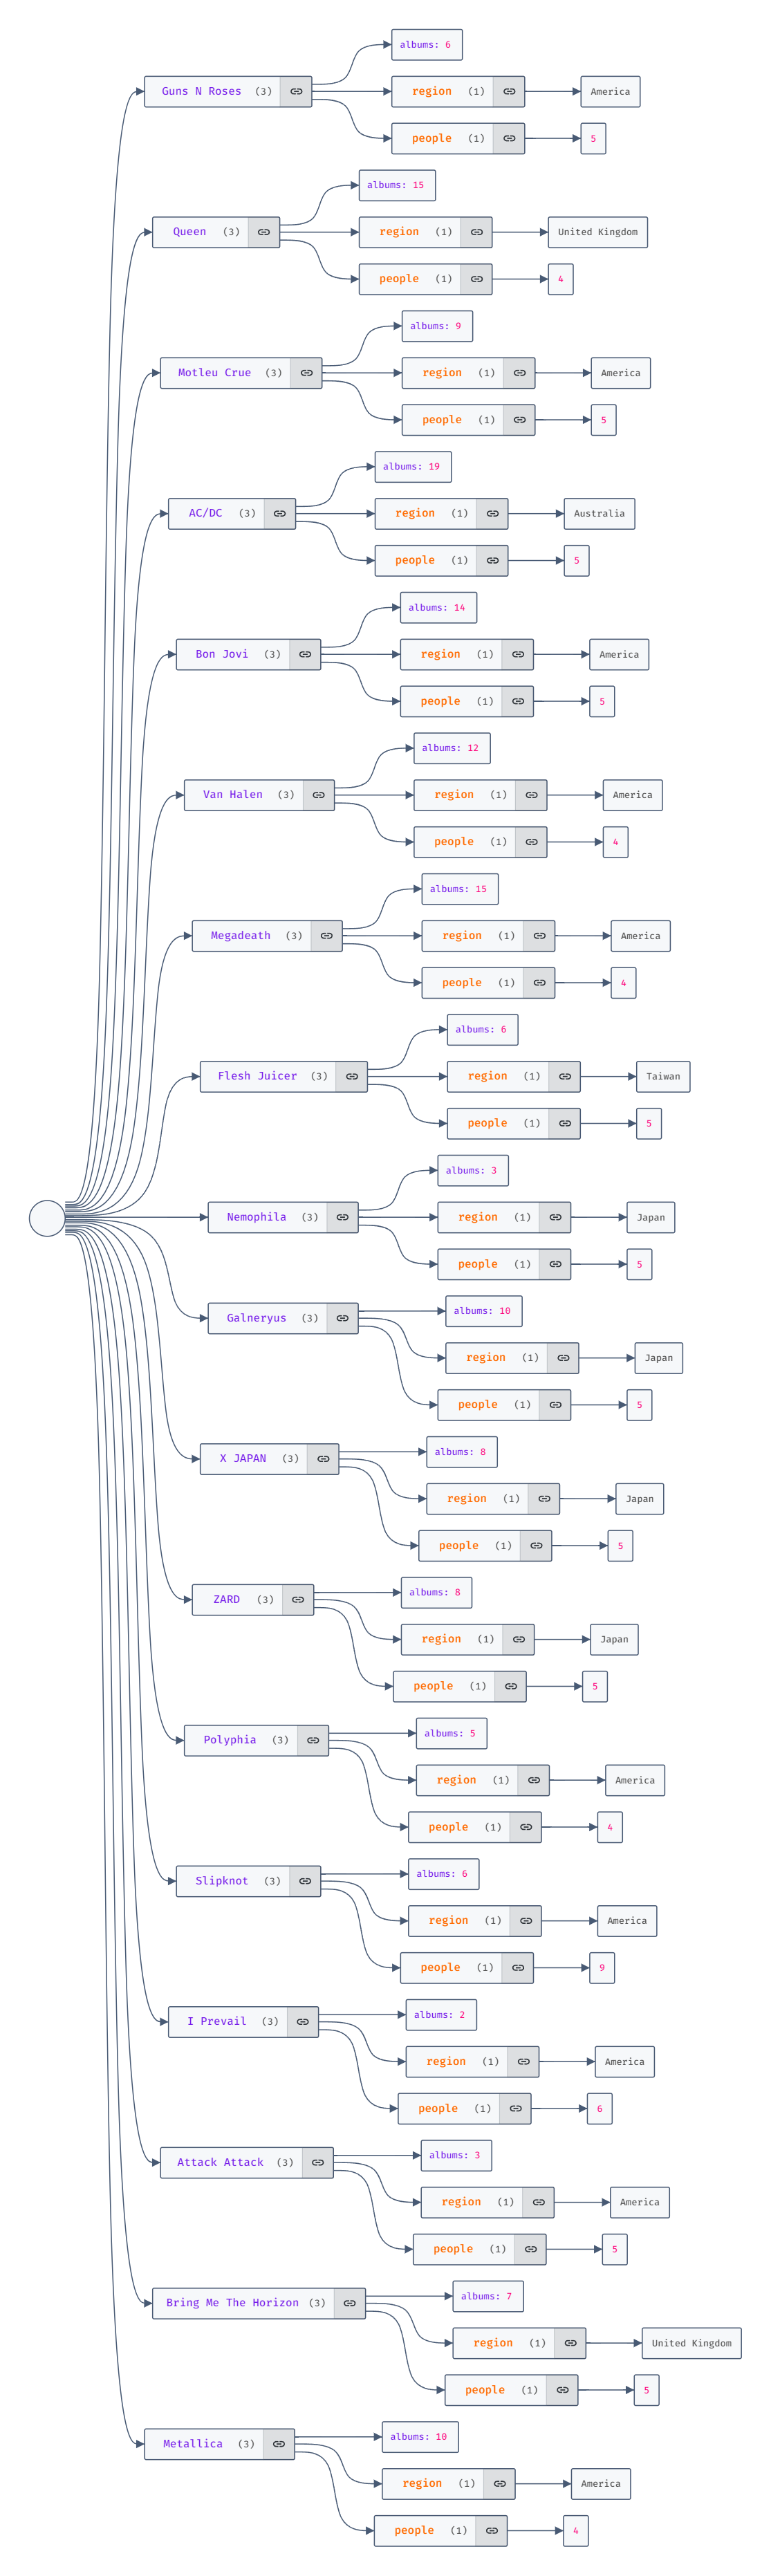 albums: 6
Guns N Roses (3) region (1) America
people (1) 5
albums: 15
Queen (3) region (1) United Kingdom
people (1) 4
albums: 9
Motleu Crue (3) region (1) America
people (1) 5
albums: 19
AC/DC (3) region (1) Australia
people (1) 5
albums: 14
Bon Jovi (3) region (1) America
people (1) 5
albums: 12
Van Halen (3) region (1) America
people (1) 4
albums: 15
Megadeath (3) region (1) America
people (1) 4
albums: 6
Flesh Juicer (3) region (1) Taiwan
people (1) 5
albums: 3
Nemophila (3) region (1) Japan
people (1) 5
albums: 10
Galneryus (3)
region (1) Japan
people (1) 5
albums: 8
X JAPAN (3)
region (1) Japan
people (1) 5
albums: 8
ZARD (3)
region (1) Japan
people (1) 5
albums: 5
Polyphia (3)
region (1) America
people (1) 4
albums: 6
Slipknot (3)
region (1) America
people (1) 9
albums: 2
I Prevail (3)
region (1) America
people (1) 6
albums: 3
Attack Attack (3)
region (1) America
people (1) 5
albums: 7
Bring Me The Horizon (3)
region (1) United Kingdom
people (1) 5
albums: 10
Metallica (3)
region (1) America
people (1) 4